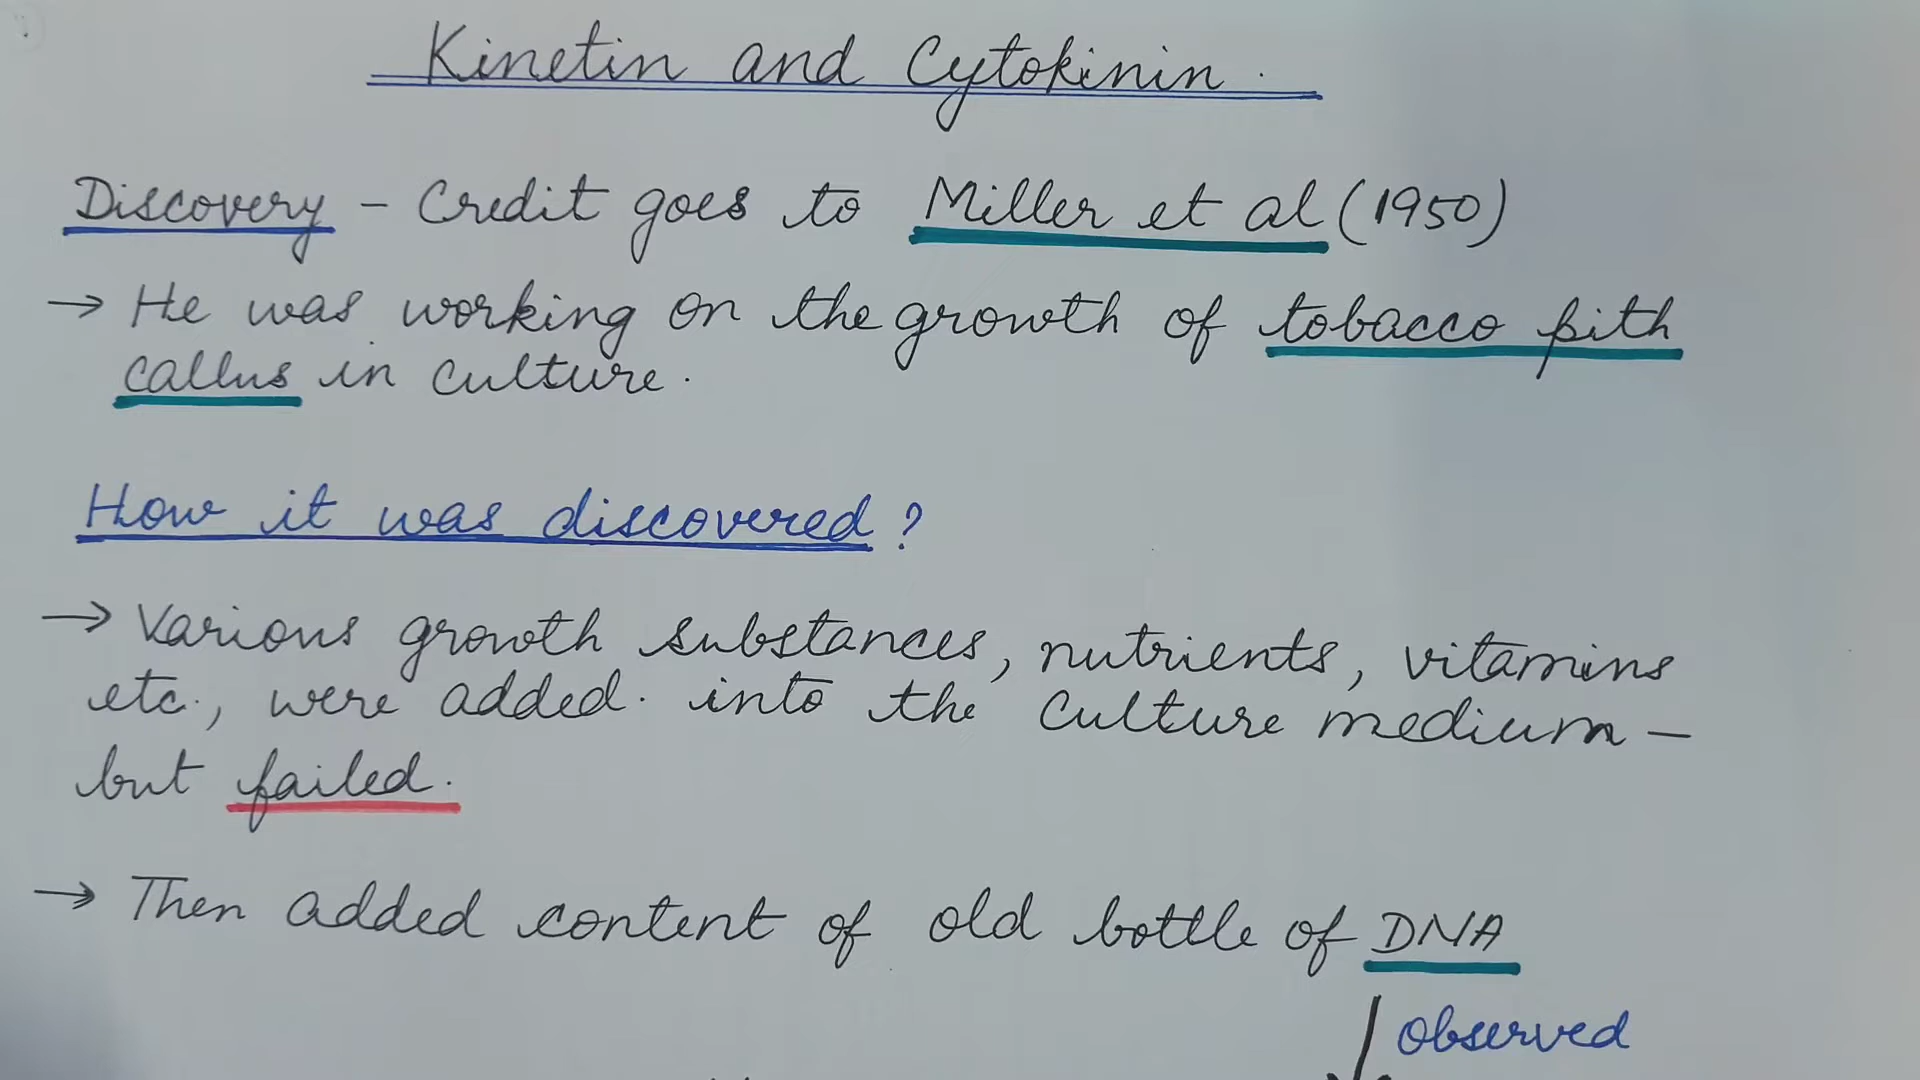 Kinetin and Cytokinin.
Discovery - Credit goes to Miller et al (1950)
→ He was working on the growth of tobacco pith
callus in culture.
How it was discovered?
→ Various growth substances, nutrients, vitamins
etc., were added. into the culture medium -
but failed.
→ Then added content of old bottle of DNA
observed